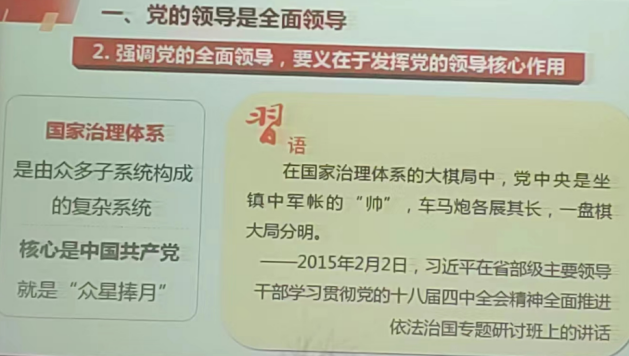 一、党的领导是全面领导
2. 强调党的全面领导，要义在于发挥党的领导核心作用
国家治理体系
是由众多子系统构成
的复杂系统
核心是中国共产党
就是“众星捧月”
習
语
在国家治理体系的大棋局中，党中央是坐
镇中军帐的“帅”，车马炮各展其长，一盘棋
大局分明。
——2015年2月2日，习近平在省部级主要领导
干部学习贯彻党的十八届四中全会精神全面推进
依法治国专题研讨班上的讲话